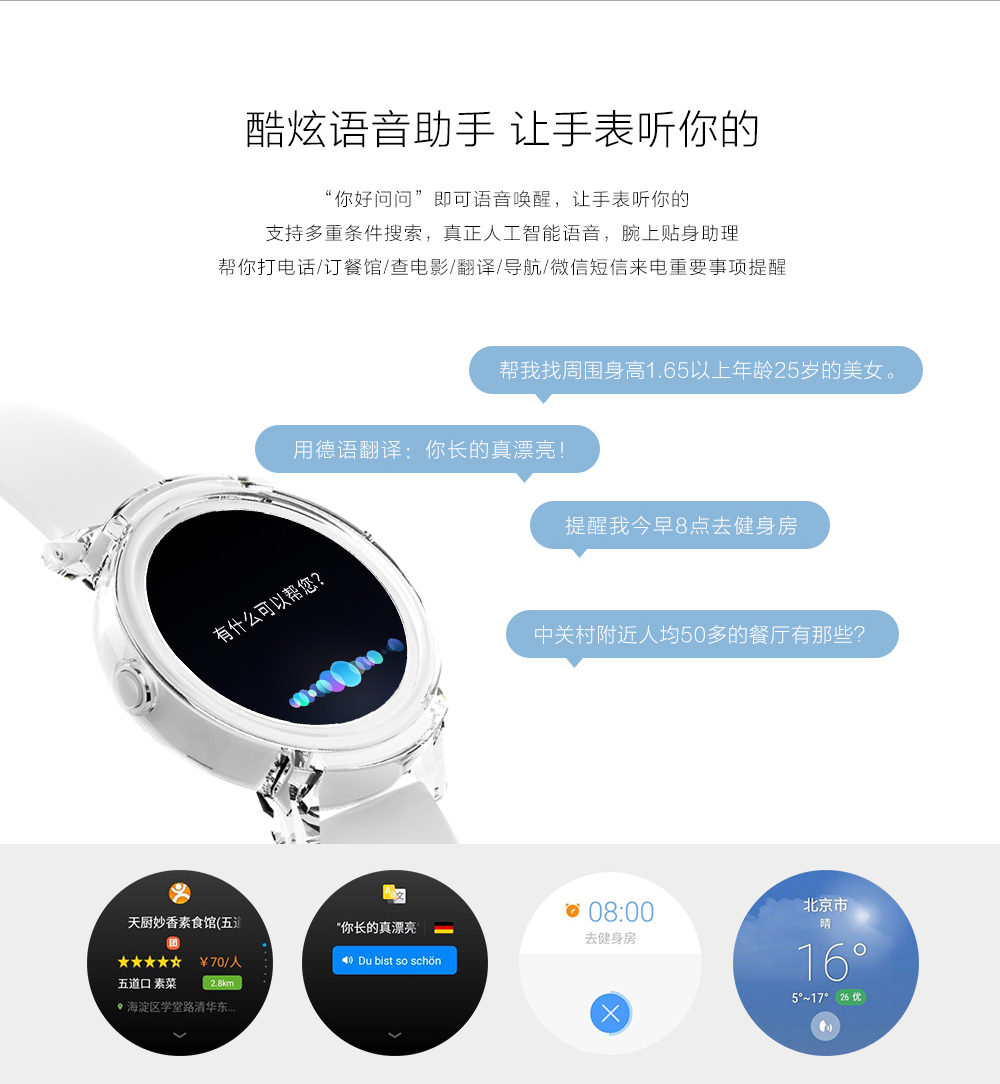 酷炫语音助手 让手表听你的
“你好问问”即可语音唤醒，让手表听你的
支持多重条件搜索，真正人工智能语音，腕上贴身助理
帮你打电话/订餐馆/查电影/翻译/导航/微信短信来电重要事项提醒
帮我找周围身高1.65以上年龄25岁的美女。
用德语翻译：你长的真漂亮！
提醒我今早8点去健身房
有什么可以帮您?
中关村附近人均50多的餐厅有那些?
天厨妙香素食馆(五道
团
￥70/人
五道口 素菜
2.8km
海淀区学堂路清华东...
"你长的真漂亮"
Du bist so schön
08:00
去健身房
北京市
晴
16°
5°~17°
26 优